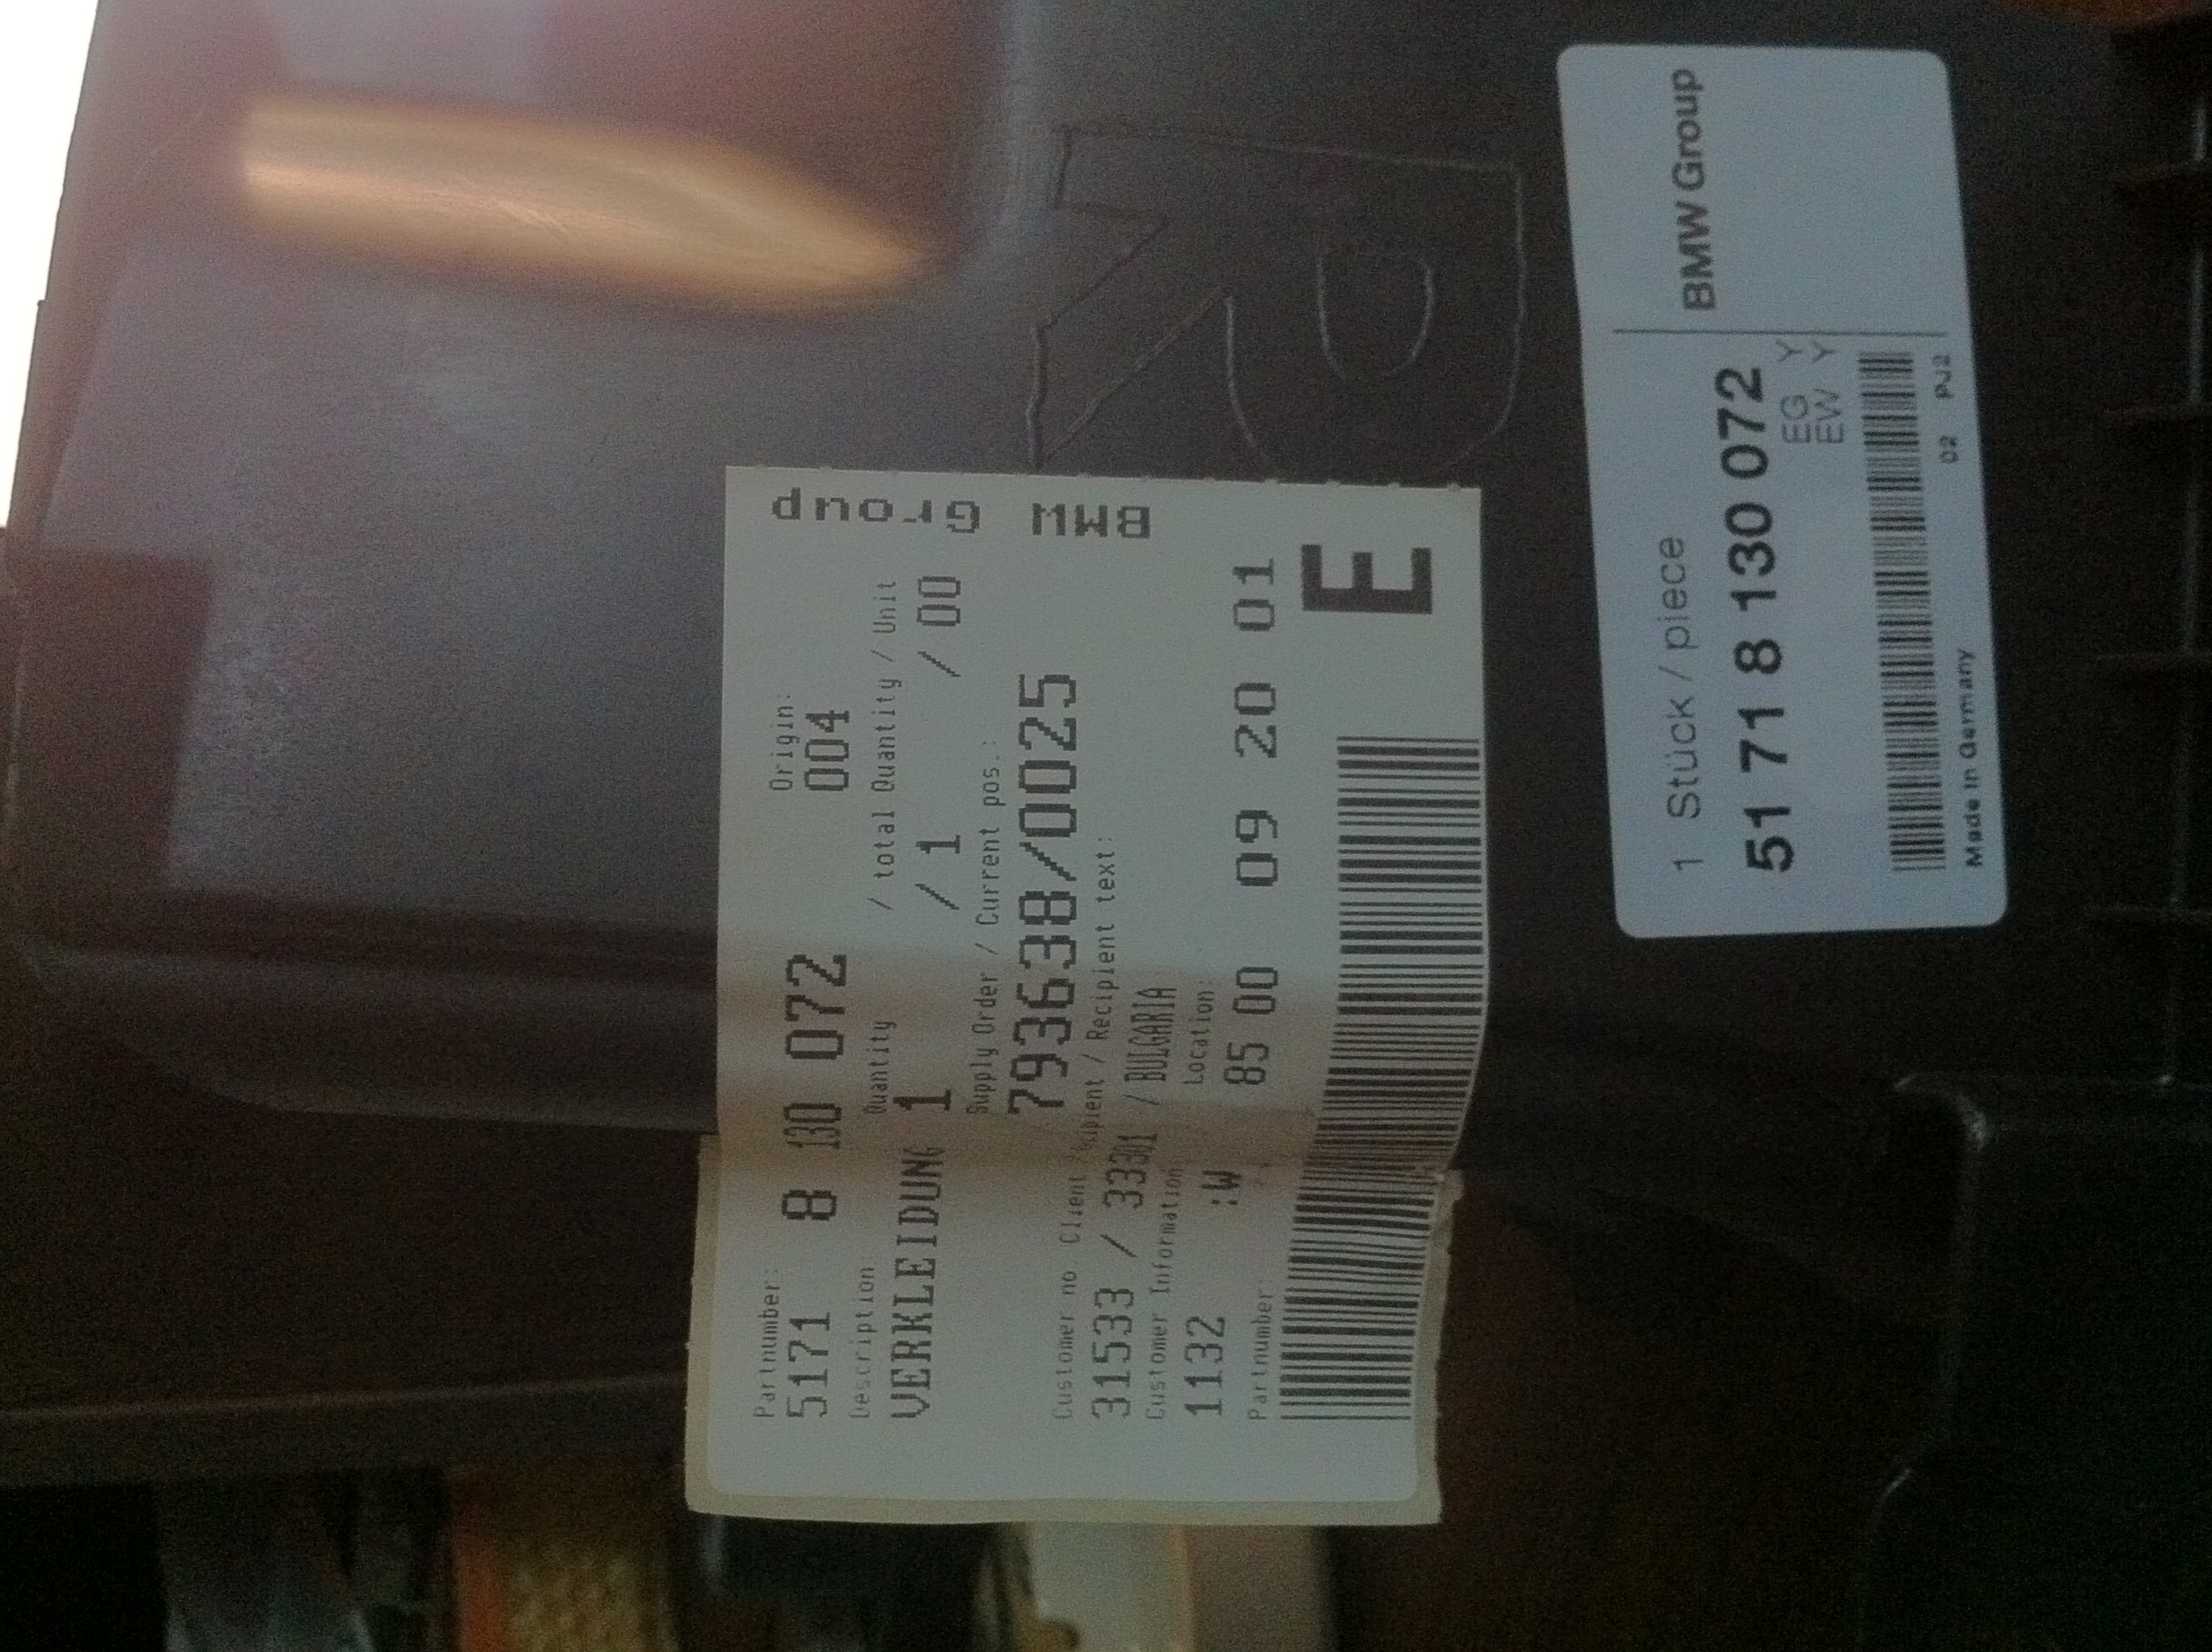 Partnumber: Origin:
5171 8 130 072 004
Description: Quantity / total Quantity / Unit
VERKLEIDUNG 1 / 1 / 00
Supply Order / Current pos.:
793638/0025
Customer no Client / Recipient / Recipient text:
31533 / 33301 / BULGARIA
Customer Information Location:
1132 :W 85 00 09 20 01
Partnumber:
E
BMW Group
1 Stück / piece
51 71 8 130 072
EG Y
EW Y
02 PJ2
Made in Germany
BMW Group